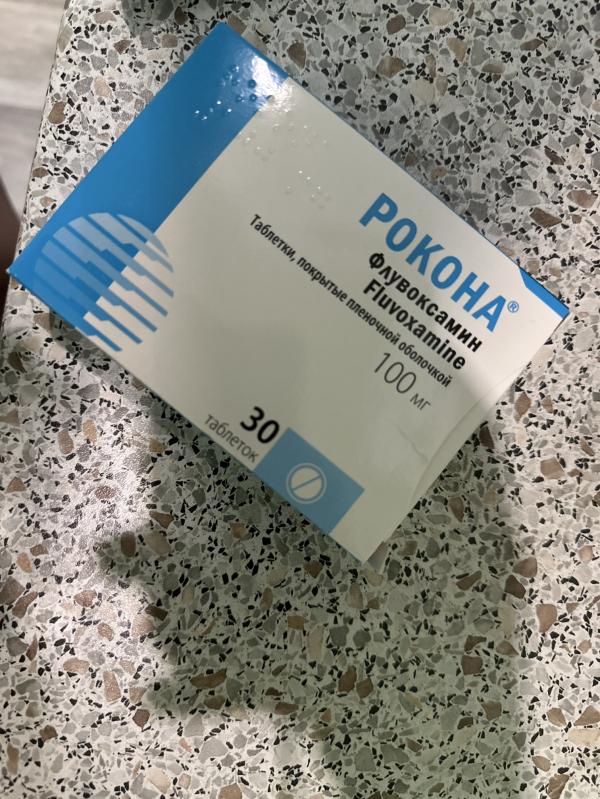 РОКОНА®
Флувоксамин
Fluvoxamine
Таблетки, покрытые пленочной оболочкой
100 мг
30
таблеток